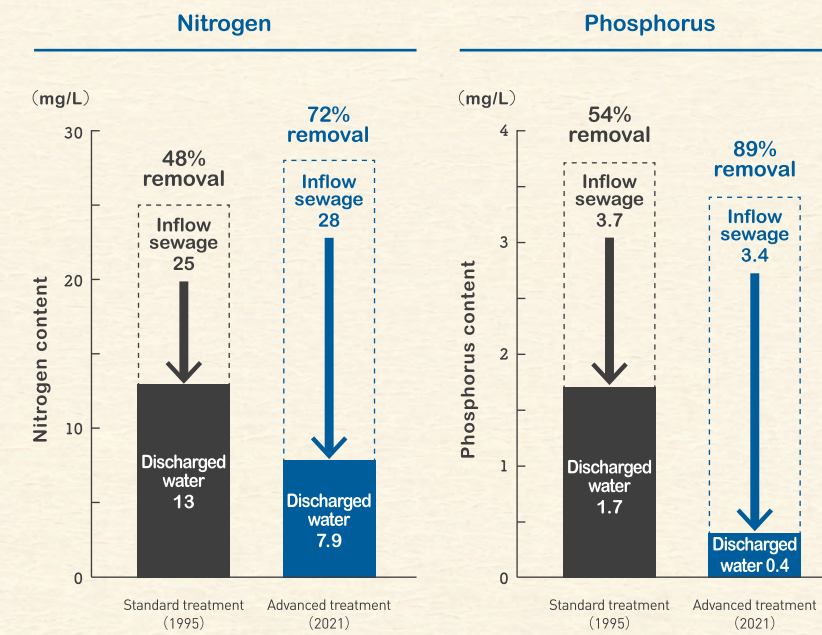 Nitrogen
(mg/L)
30
20
10
0
Nitrogen content
48%
removal
Inflow
sewage
25
Discharged
water
13
72%
removal
Inflow
sewage
28
Discharged
water
7.9
Standard treatment
(1995)
Advanced treatment
(2021)
Phosphorus
(mg/L)
4
3
2
1
0
Phosphorus content
54%
removal
Inflow
sewage
3.7
Discharged
water
1.7
89%
removal
Inflow
sewage
3.4
Discharged
water 0.4
Standard treatment
(1995)
Advanced treatment
(2021)